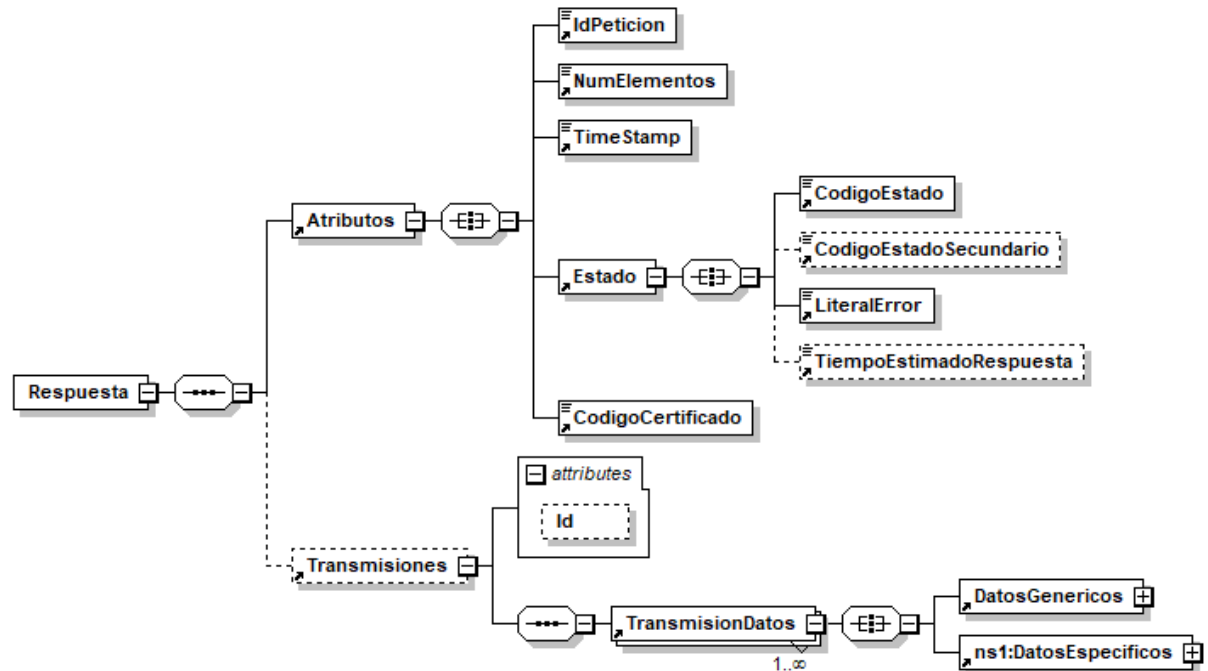 IdPeticion
NumElementos
TimeStamp
CodigoEstado
Atributos
CodigoEstadoSecundario
Estado
LiteralError
TiempoEstimadoRespuesta
Respuesta
CodigoCertificado
attributes
Id
Transmisiones
DatosGenericos
TransmisionDatos
ns1:DatosEspecificos
1..∞